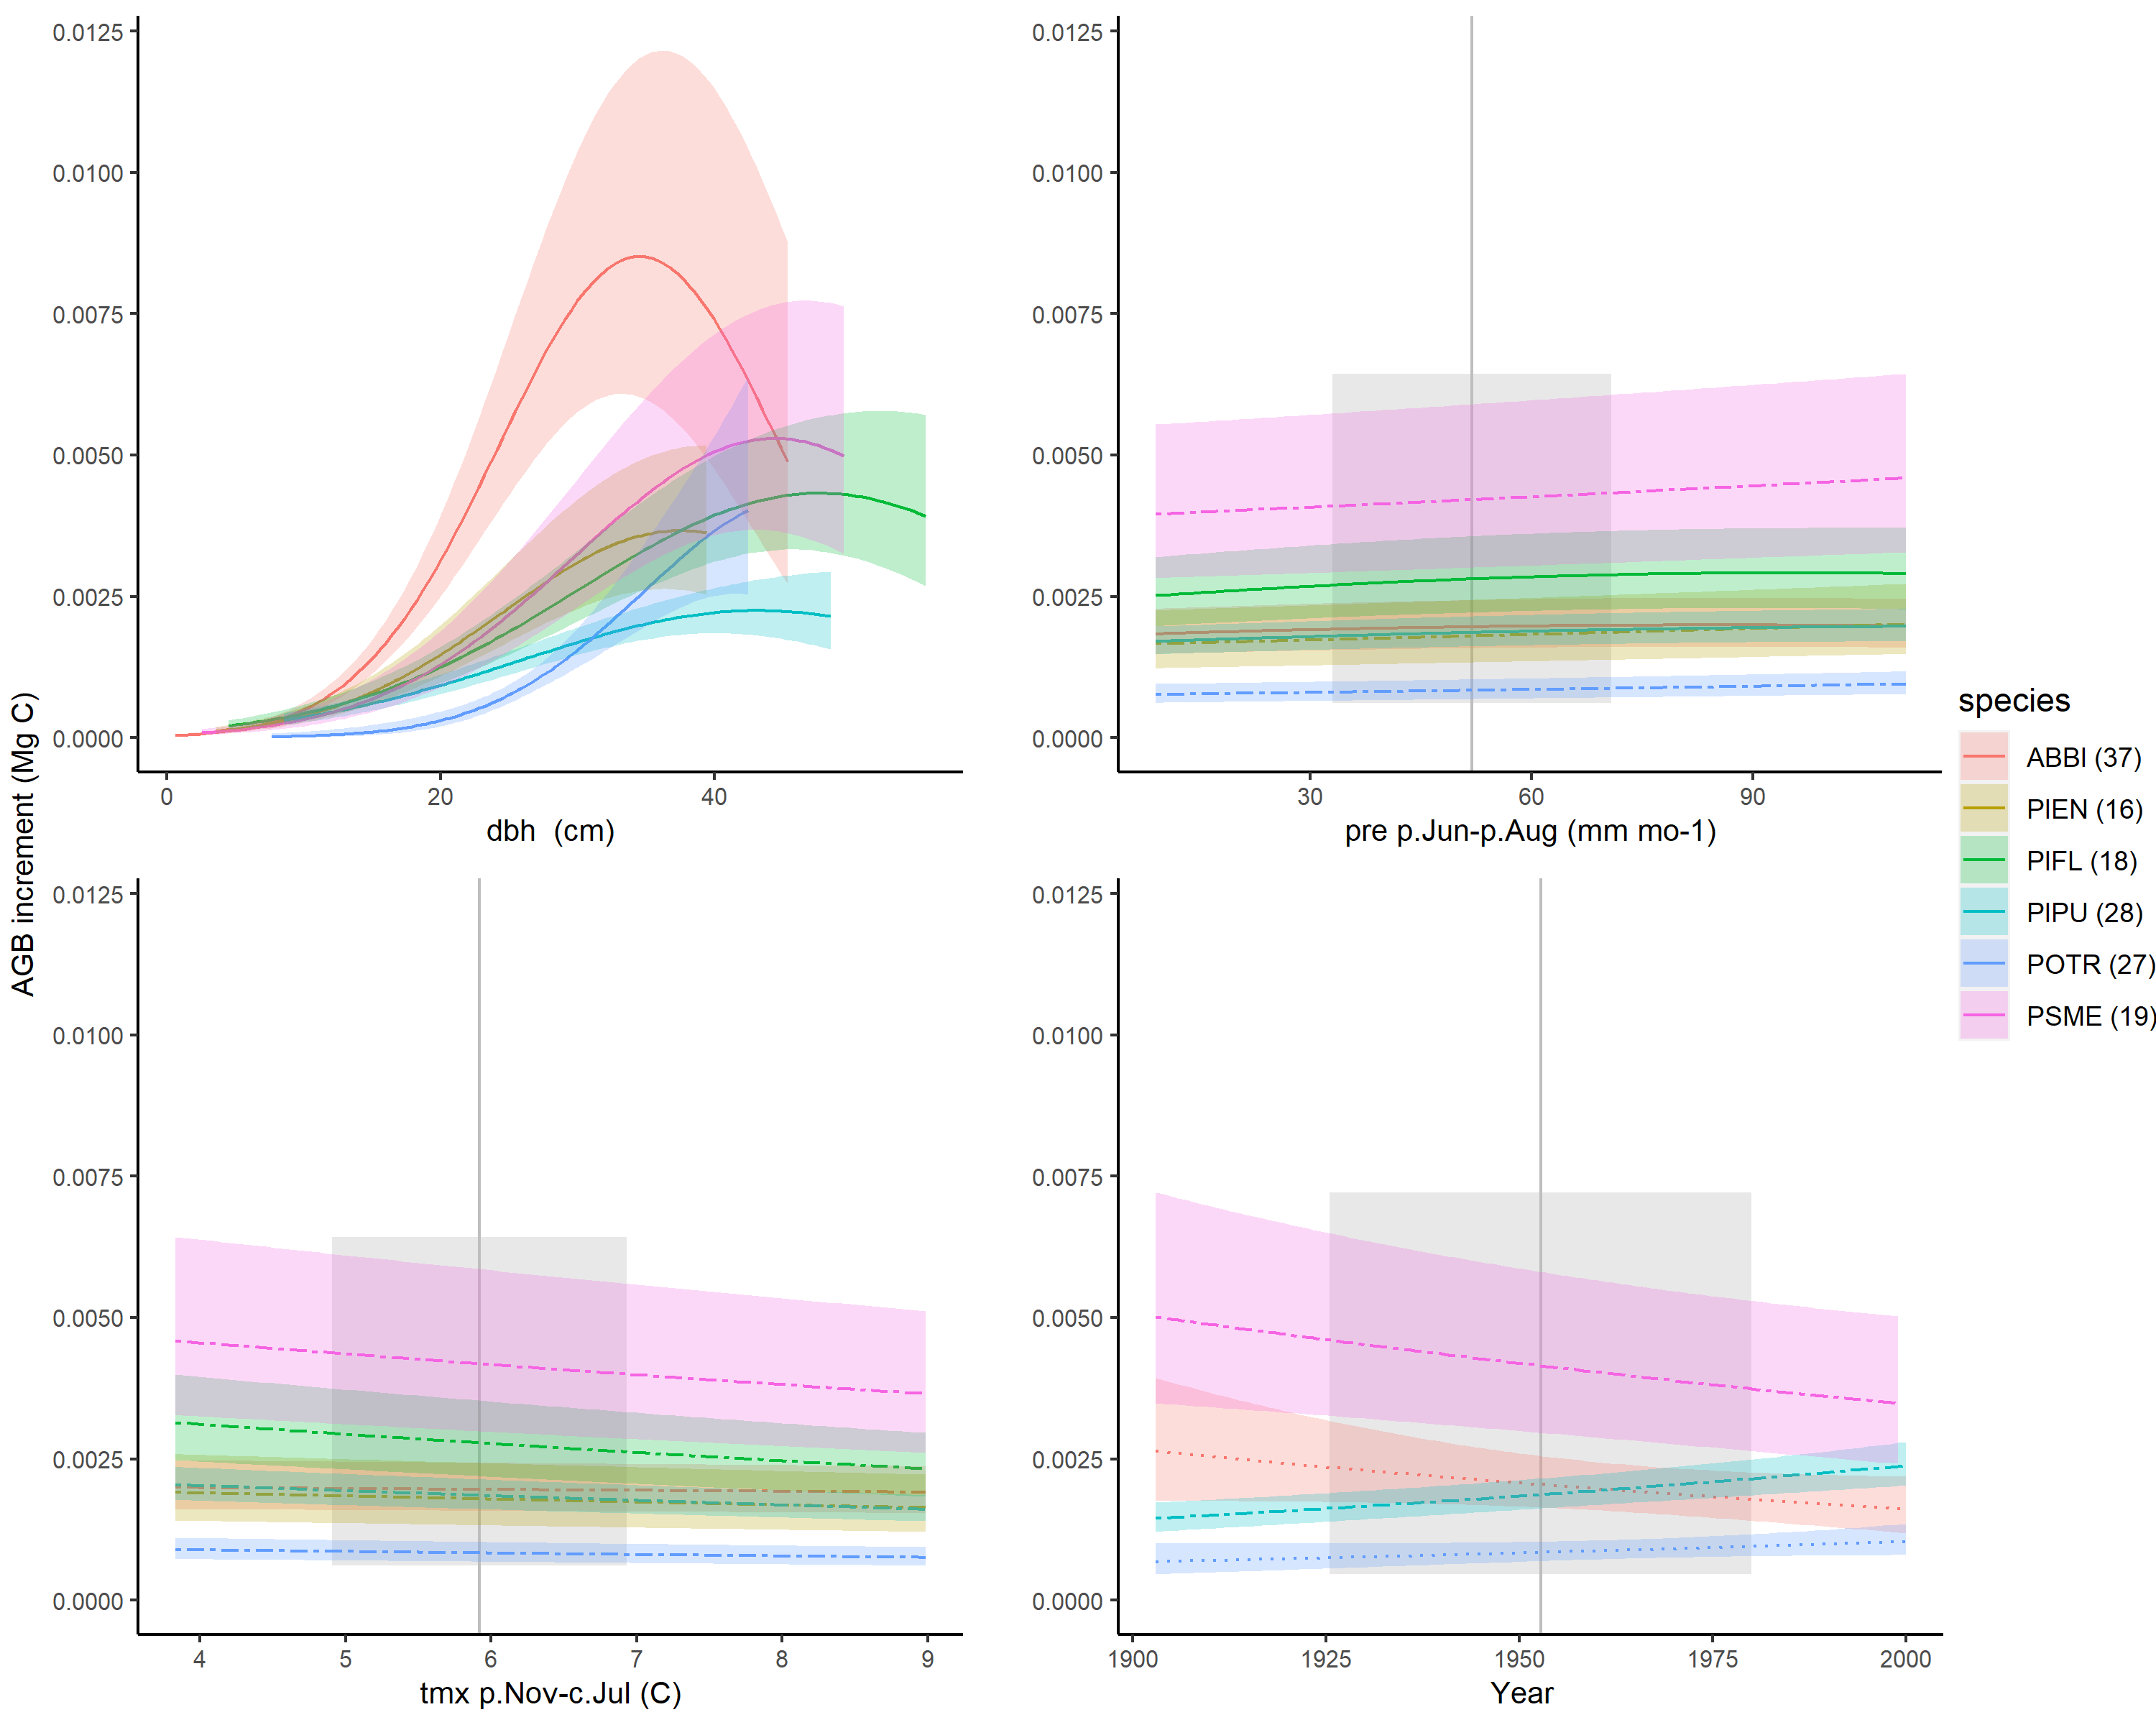 AGB increment (Mg C)
0.0125
0.0100
0.0075
0.0050
0.0025
0.0000
0 20 40
dbh (cm)
0.0125
0.0100
0.0075
0.0050
0.0025
0.0000
30 60 90
pre p.Jun-p.Aug (mm mo-1)
0.0125
0.0100
0.0075
0.0050
0.0025
0.0000
4 5 6 7 8 9
tmx p.Nov-c.Jul (C)
0.0125
0.0100
0.0075
0.0050
0.0025
0.0000
1900 1925 1950 1975 2000
Year
species
ABBI (37)
PIEN (16)
PIFL (18)
PIPU (28)
POTR (27)
PSME (19)